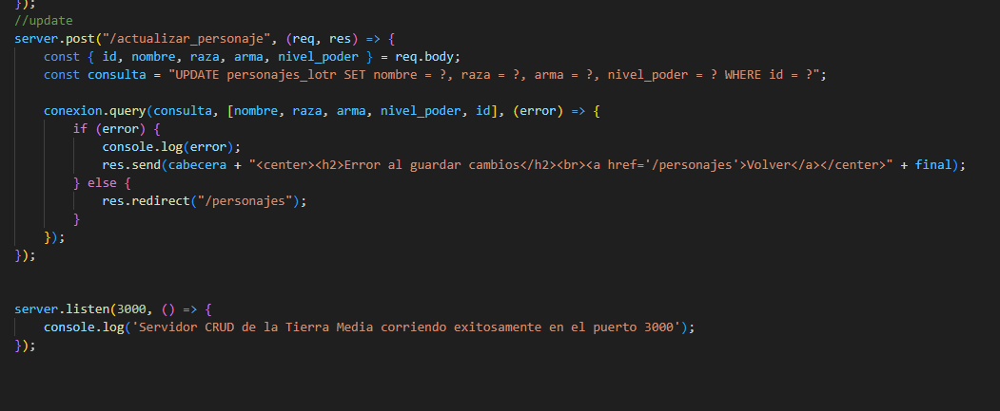 });
//update
server.post("/actualizar_personaje", (req, res) => {
    const { id, nombre, raza, arma, nivel_poder } = req.body;
    const consulta = "UPDATE personajes_lotr SET nombre = ?, raza = ?, arma = ?, nivel_poder = ? WHERE id = ?";
    conexion.query(consulta, [nombre, raza, arma, nivel_poder, id], (error) => {
        if (error) {
            console.log(error);
            res.send(cabecera + "<center><h2>Error al guardar cambios</h2><br><a href='/personajes'>Volver</a></center>" + final);
        } else {
            res.redirect("/personajes");
        }
    });
});
server.listen(3000, () => {
    console.log('Servidor CRUD de la Tierra Media corriendo exitosamente en el puerto 3000');
});